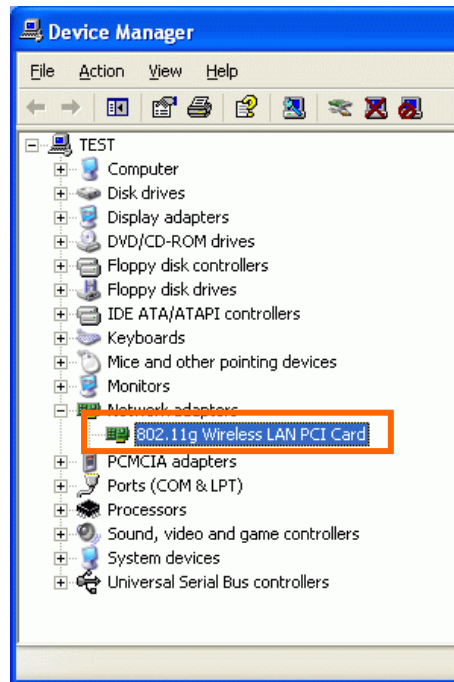 Device Manager
File Action View Help
TEST
Computer
Disk drives
Display adapters
DVD/CD-ROM drives
Floppy disk controllers
Floppy disk drives
IDE ATA/ATAPI controllers
Keyboards
Mice and other pointing devices
Monitors
Network adapters
802.11g Wireless LAN PCI Card
PCMCIA adapters
Ports (COM & LPT)
Processors
Sound, video and game controllers
System devices
Universal Serial Bus controllers